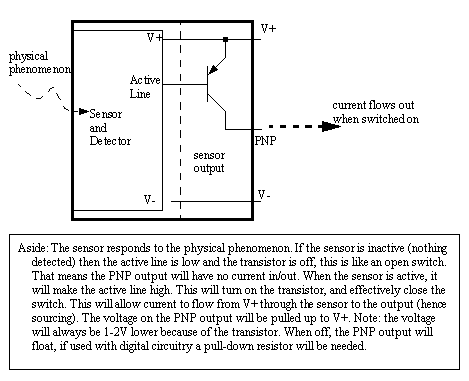 V+
V+
physical
phenomenon
Active
Line
current flows out
when switched on
Sensor
and
Detector
sensor
output
PNP
V-
V-
Aside: The sensor responds to the physical phenomenon. If the sensor is inactive (nothing
detected) then the active line is low and the transistor is off, this is like an open switch.
That means the PNP output will have no current in/out. When the sensor is active, it
will make the active line high. This will turn on the transistor, and effectively close the
switch. This will allow current to flow from V+ through the sensor to the output (hence
sourcing). The voltage on the PNP output will be pulled up to V+. Note: the voltage
will always be 1-2V lower because of the transistor. When off, the PNP output will
float, if used with digital circuitry a pull-down resistor will be needed.